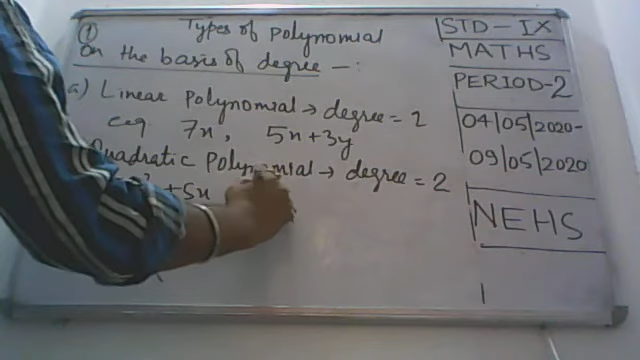 ① Types of Polynomial
On the basis of degree —:
a) Linear Polynomial → degree = 1
eg 7x, 5x+3y
Quadratic Polynomial → degree = 2
+5x
STD - IX
MATHS
PERIOD-2
04/05/2020-
09/05/2020
NEHS